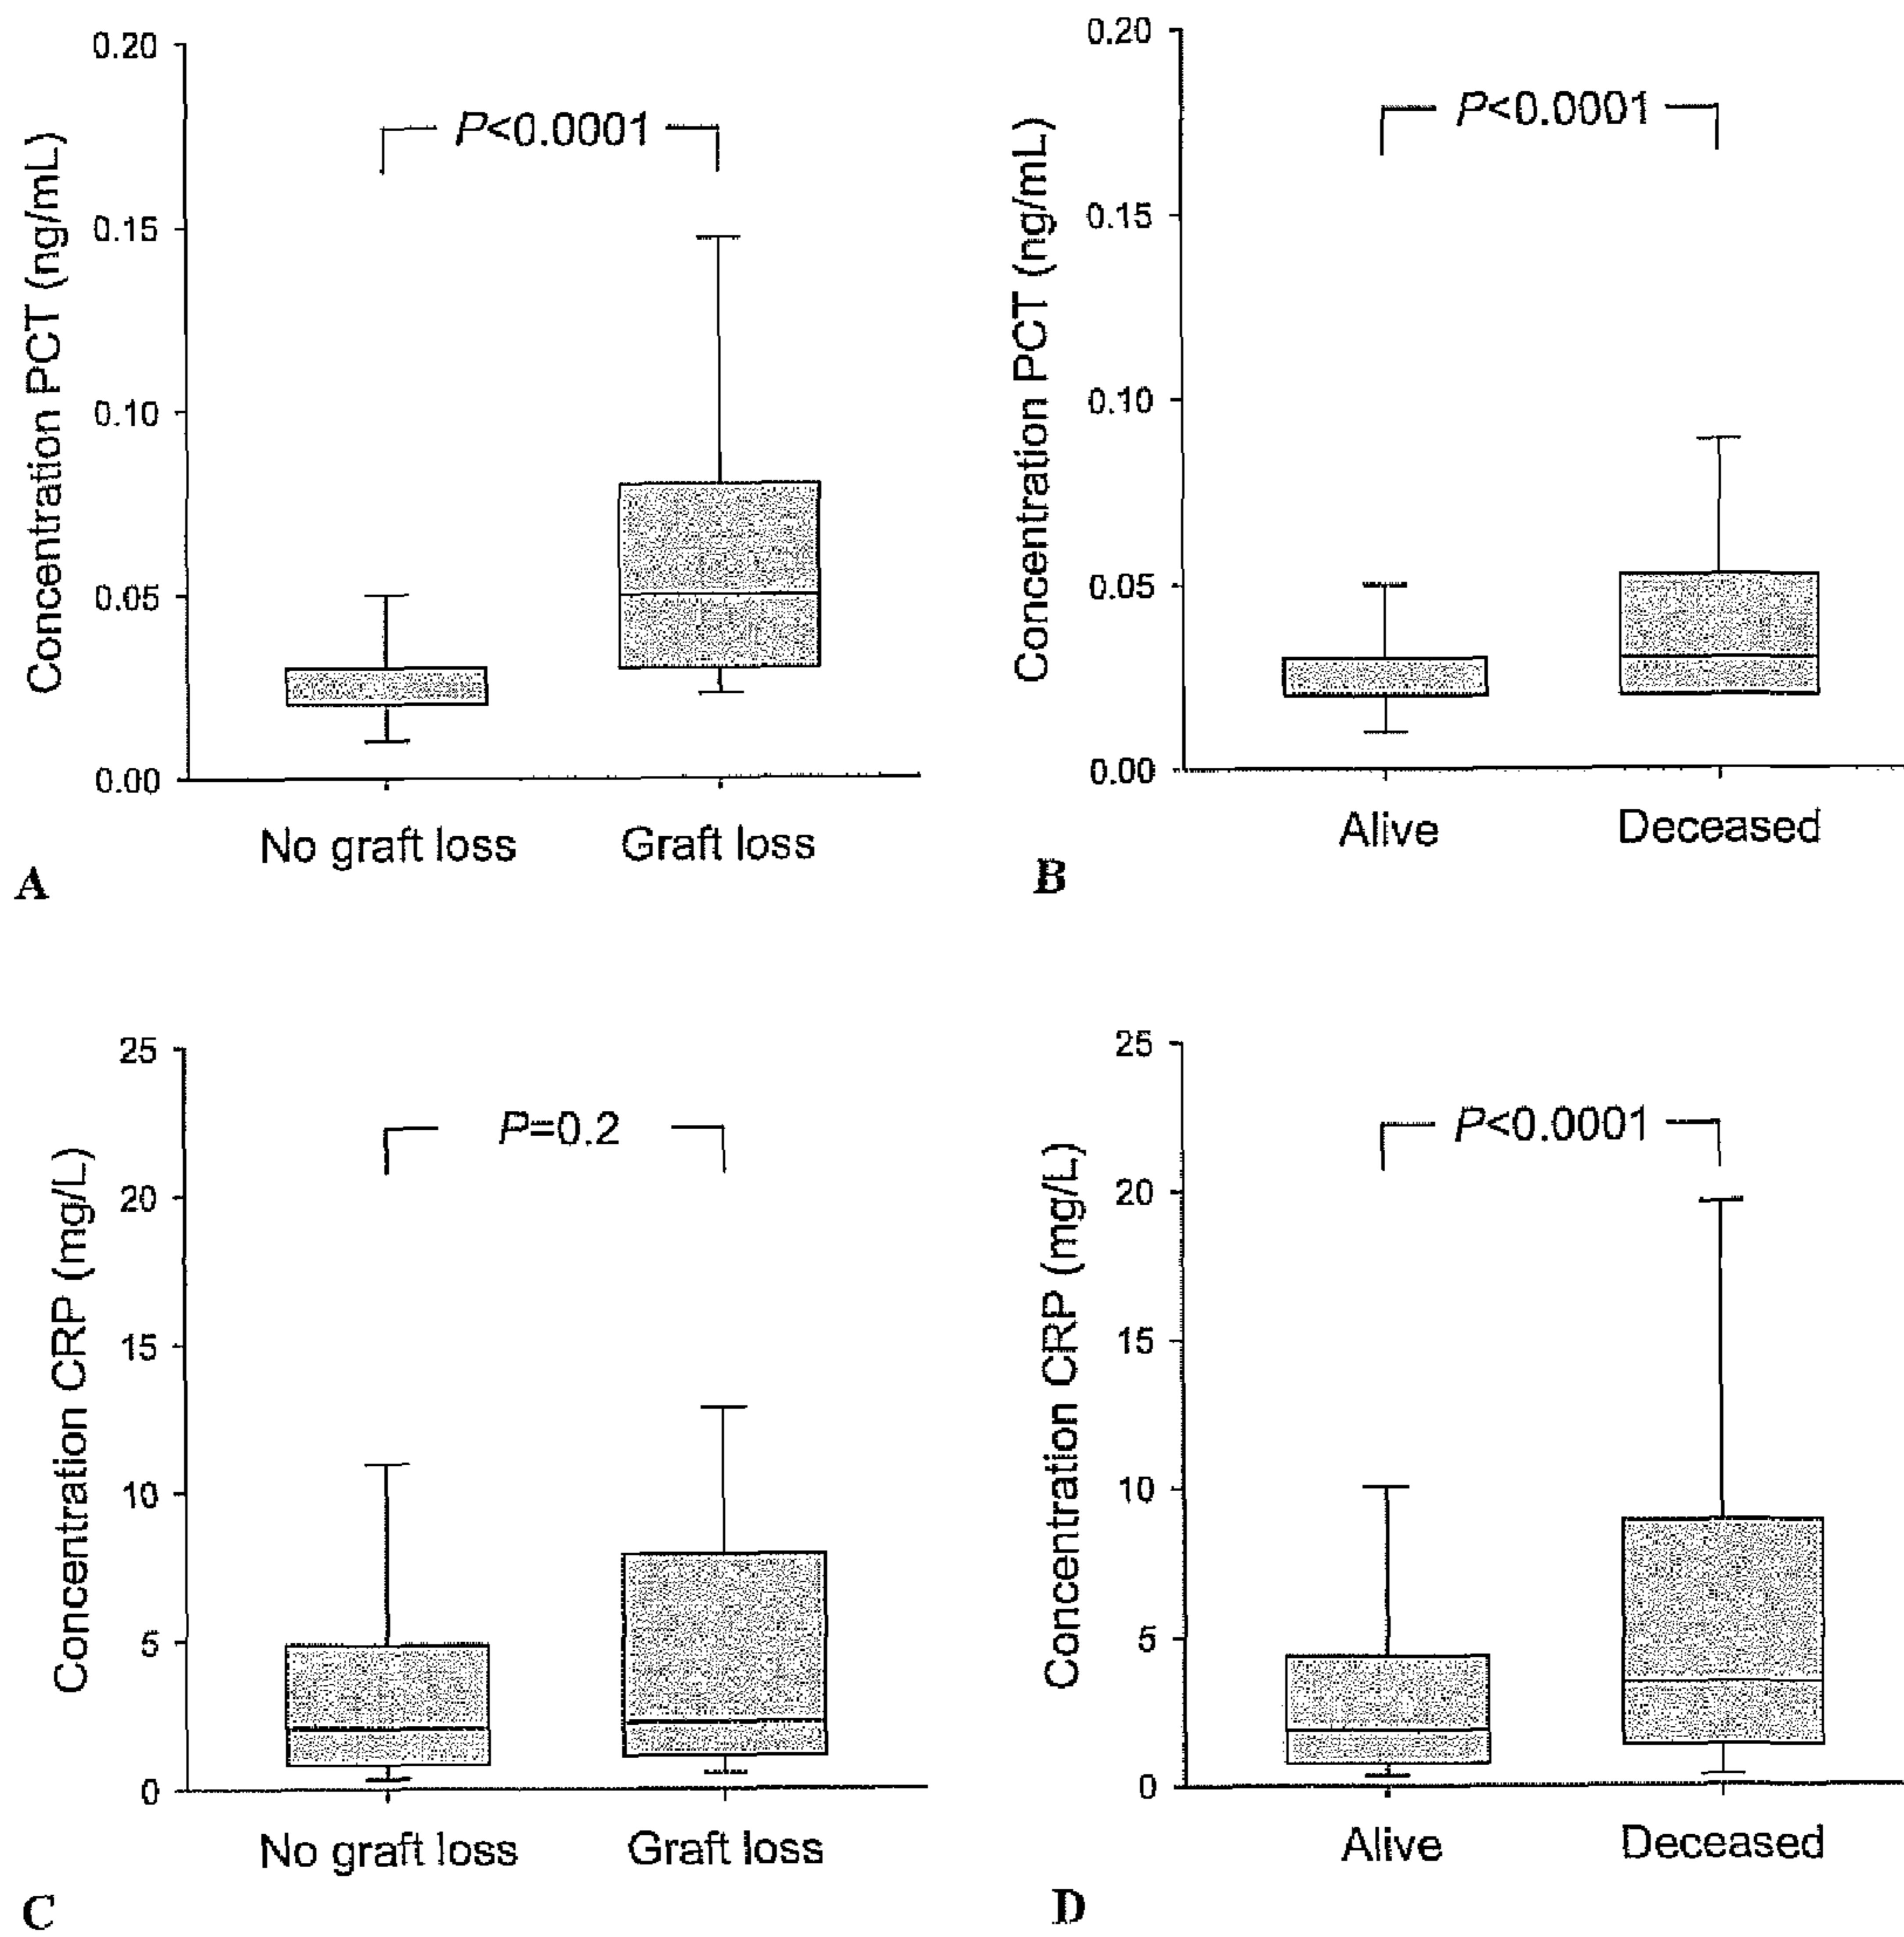 0.20
0.15
0.10
0.05
0.00
Concentration PCT (ng/mL)
P<0.0001
No graft loss
Graft loss
A
0.20
0.15
0.10
0.05
0.00
Concentration PCT (ng/mL)
P<0.0001
Alive
Deceased
B
25
20
15
10
5
0
Concentration CRP (mg/L)
P=0.2
No graft loss
Graft loss
C
25
20
15
10
5
0
Concentration CRP (mg/L)
P<0.0001
Alive
Deceased
D